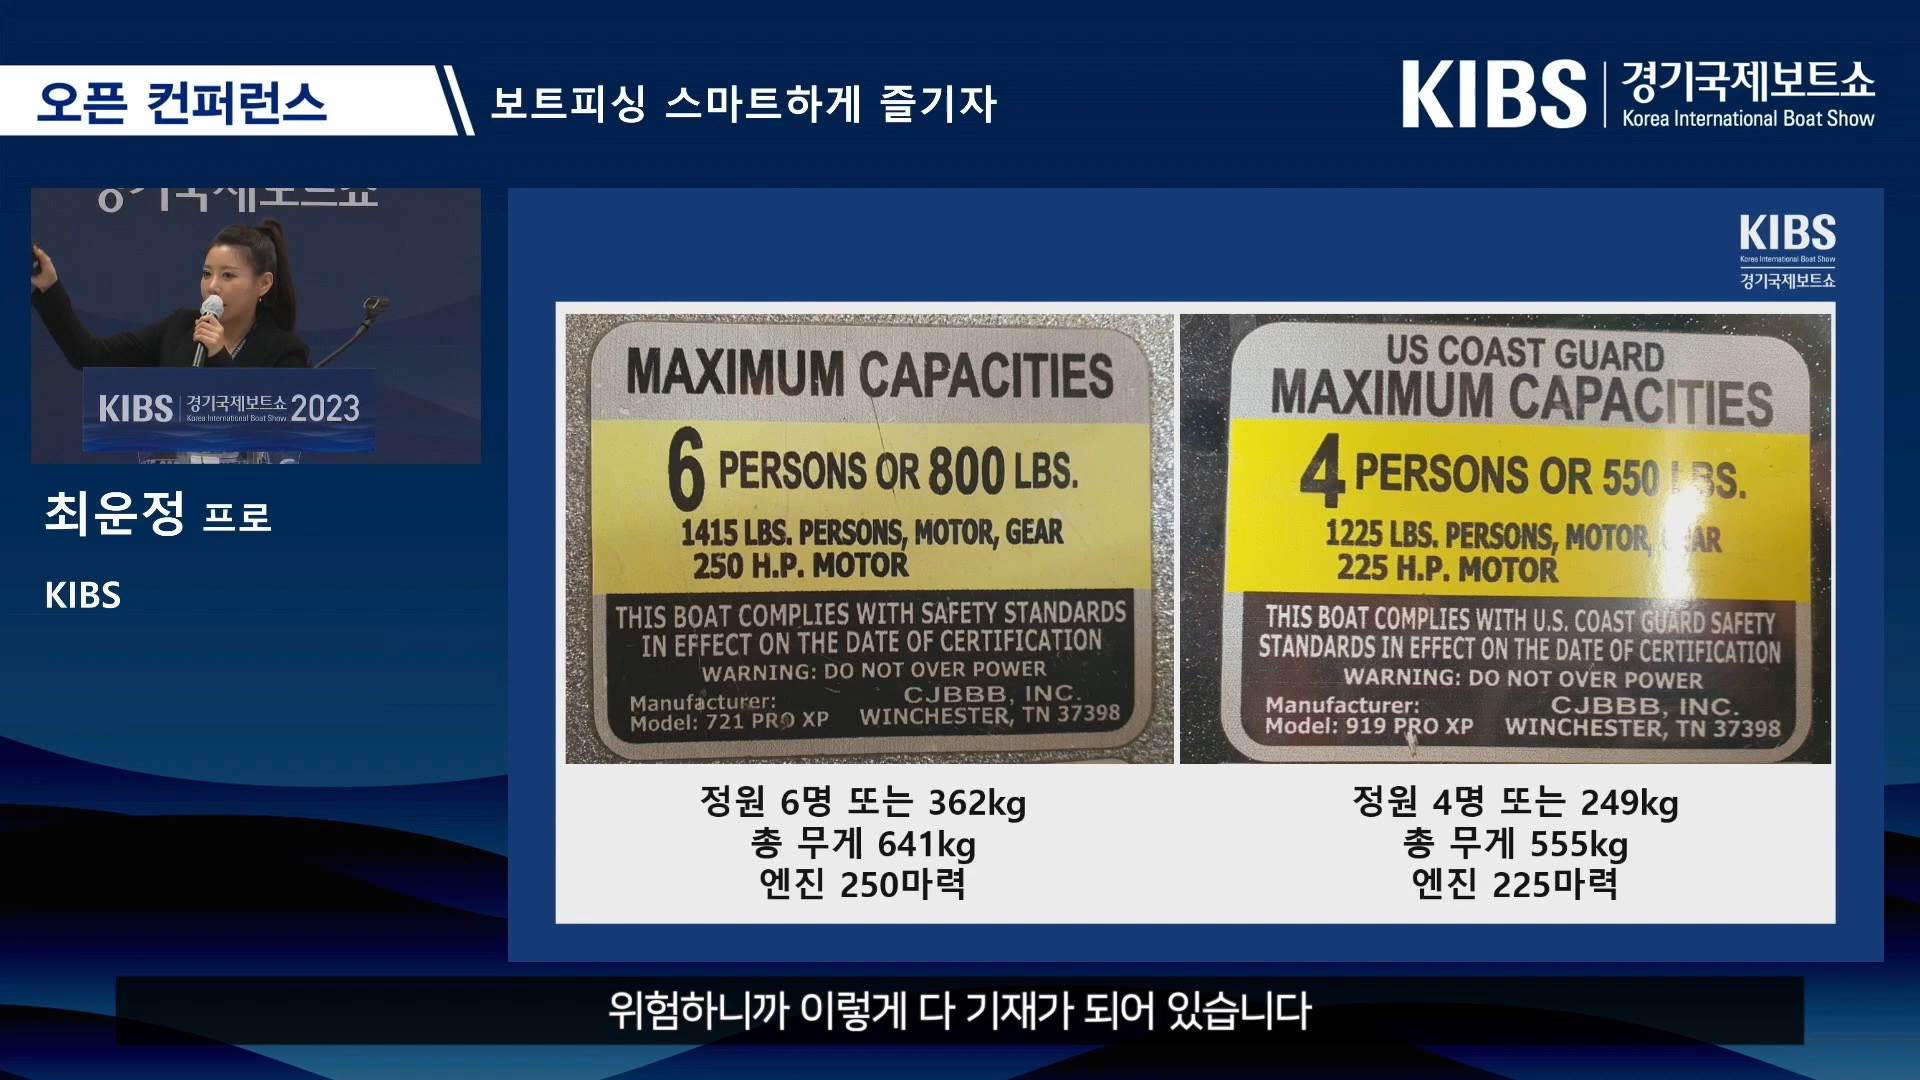 오픈 컨퍼런스
보트피싱 스마트하게 즐기자
KIBS 경기국제보트쇼
Korea International Boat Show
경기국제보트쇼
KIBS 경기국제보트쇼 2023
Korea International Boat Show
최운정 프로
KIBS
KIBS
Korea International Boat Show
경기국제보트쇼
MAXIMUM CAPACITIES
6 PERSONS OR 800 LBS.
1415 LBS. PERSONS, MOTOR, GEAR
250 H.P. MOTOR
THIS BOAT COMPLIES WITH SAFETY STANDARDS
IN EFFECT ON THE DATE OF CERTIFICATION
WARNING: DO NOT OVER POWER
Manufacturer: CJBBB, INC.
Model: 721 PRO XP WINCHESTER, TN 37398
US COAST GUARD
MAXIMUM CAPACITIES
4 PERSONS OR 550 LBS.
1225 LBS. PERSONS, MOTOR, GEAR
225 H.P. MOTOR
THIS BOAT COMPLIES WITH U.S. COAST GUARD SAFETY
STANDARDS IN EFFECT ON THE DATE OF CERTIFICATION
WARNING: DO NOT OVER POWER
Manufacturer: CJBBB, INC.
Model: 919 PRO XP WINCHESTER, TN 37398
정원 6명 또는 362kg
총 무게 641kg
엔진 250마력
정원 4명 또는 249kg
총 무게 555kg
엔진 225마력
위험하니까 이렇게 다 기재가 되어 있습니다